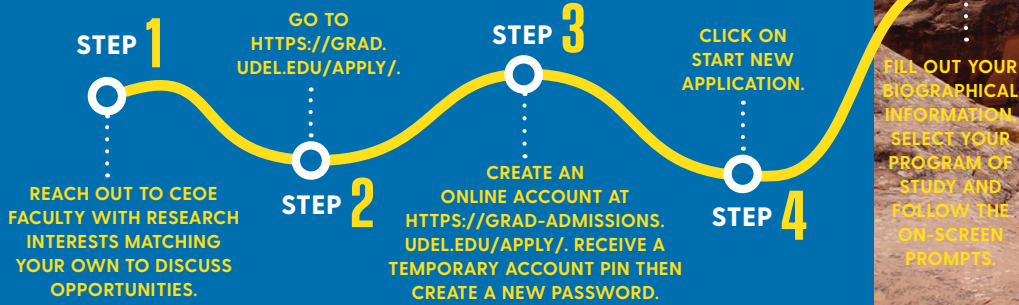 STEP 1
REACH OUT TO CEOE
FACULTY WITH RESEARCH
INTERESTS MATCHING
YOUR OWN TO DISCUSS
OPPORTUNITIES.
GO TO
HTTPS://GRAD.
UDEL.EDU/APPLY/.
STEP 2
STEP 3
CREATE AN
ONLINE ACCOUNT AT
HTTPS://GRAD-ADMISSIONS.
UDEL.EDU/APPLY/. RECEIVE A
TEMPORARY ACCOUNT PIN THEN
CREATE A NEW PASSWORD.
CLICK ON
START NEW
APPLICATION.
STEP 4
FILL OUT YOUR
BIOGRAPHICAL
INFORMATION,
SELECT YOUR
PROGRAM OF
STUDY AND
FOLLOW THE
ON-SCREEN
PROMPTS.